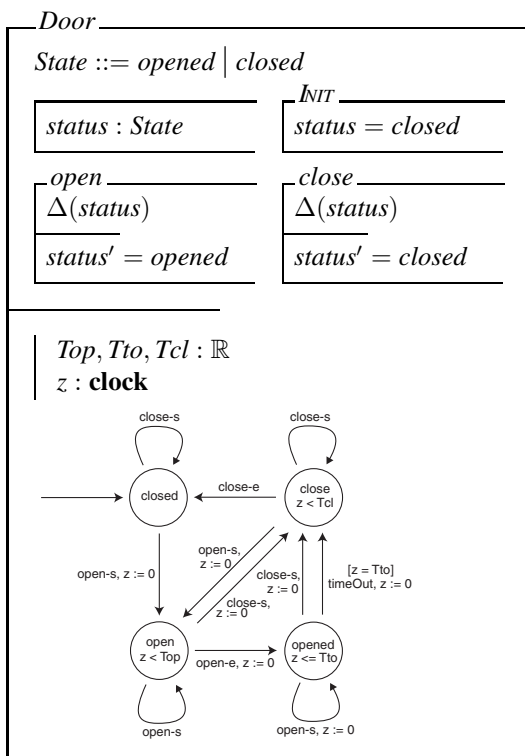 Door
State ::= opened | closed
status : State
INIT
status = closed
open
Δ(status)
status′ = opened
close
Δ(status)
status′ = closed
Top, Tto, Tcl : ℝ
z : clock
close-s
close-s
closed
close-e
close
z < Tcl
open-s, z := 0
open-s,
z := 0
close-s,
z := 0
close-s,
z := 0
[z = Tto]
timeOut, z := 0
open
z < Top
open-e, z := 0
opened
z <= Tto
open-s
open-s, z := 0